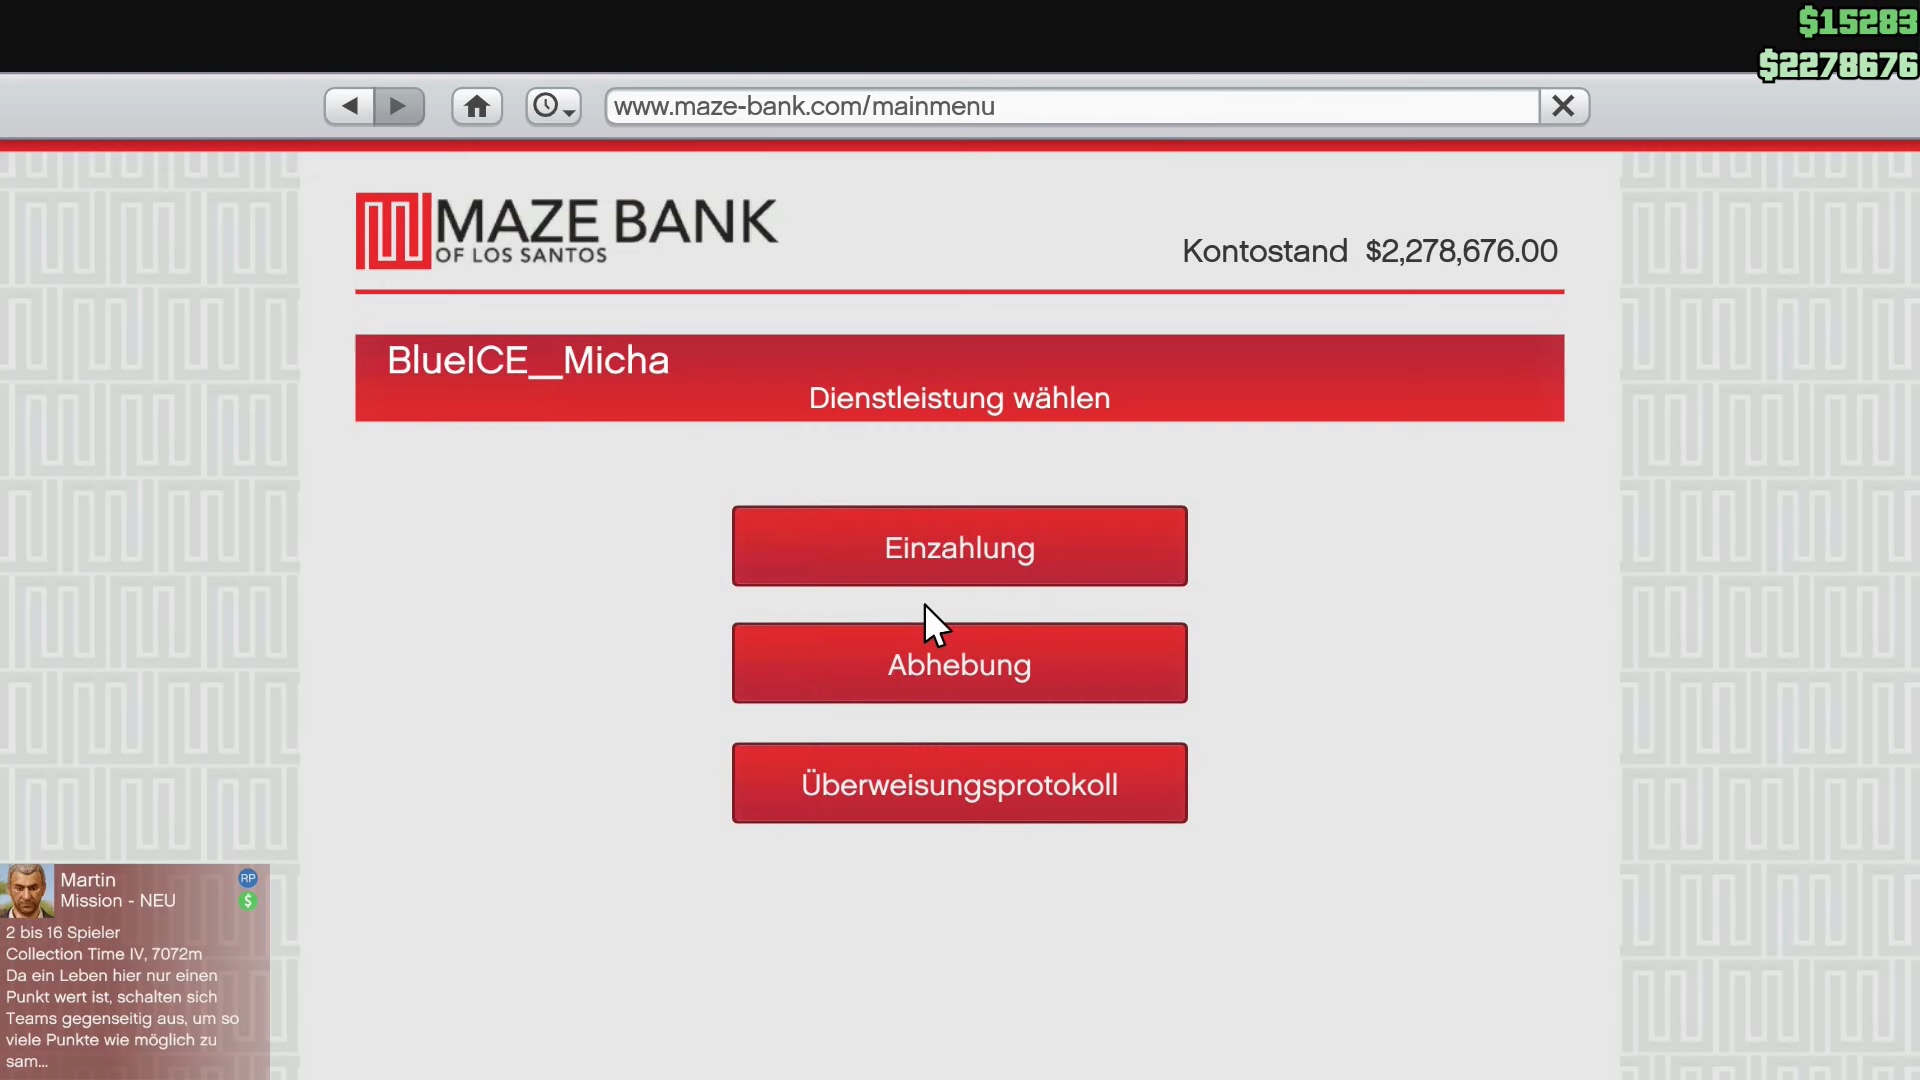 $15283
$2278676
www.maze-bank.com/mainmenu
MAZE BANK
OF LOS SANTOS
Kontostand $2,278,676.00
BlueICE__Micha
Dienstleistung wählen
Einzahlung
Abhebung
Überweisungsprotokoll
Martin
RP
Mission - NEU
$
2 bis 16 Spieler
Collection Time IV, 7072m
Da ein Leben hier nur einen
Punkt wert ist, schalten sich
Teams gegenseitig aus, um so
viele Punkte wie möglich zu
sam...